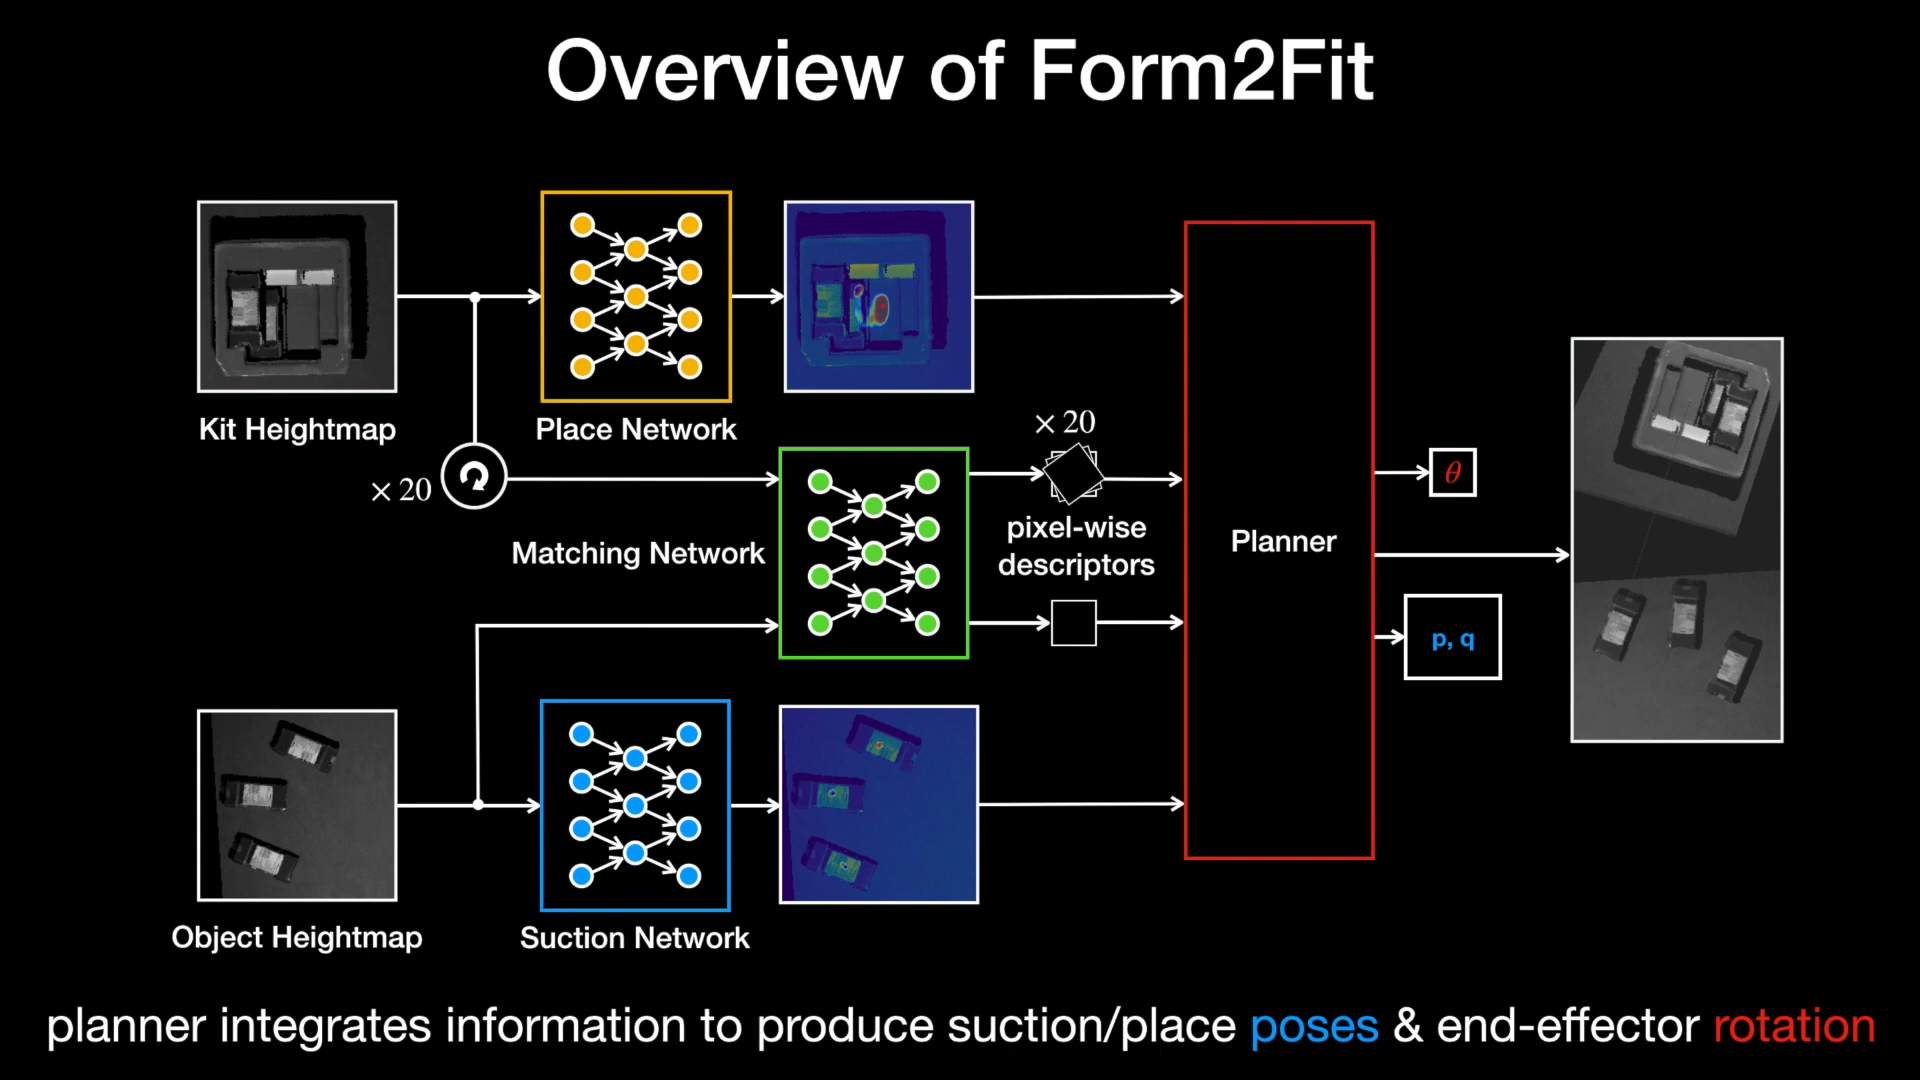 Overview of Form2Fit
Kit Heightmap
Place Network
× 20
× 20
pixel-wise
descriptors
Matching Network
Planner
θ
p, q
Object Heightmap
Suction Network
planner integrates information to produce suction/place poses & end-effector rotation